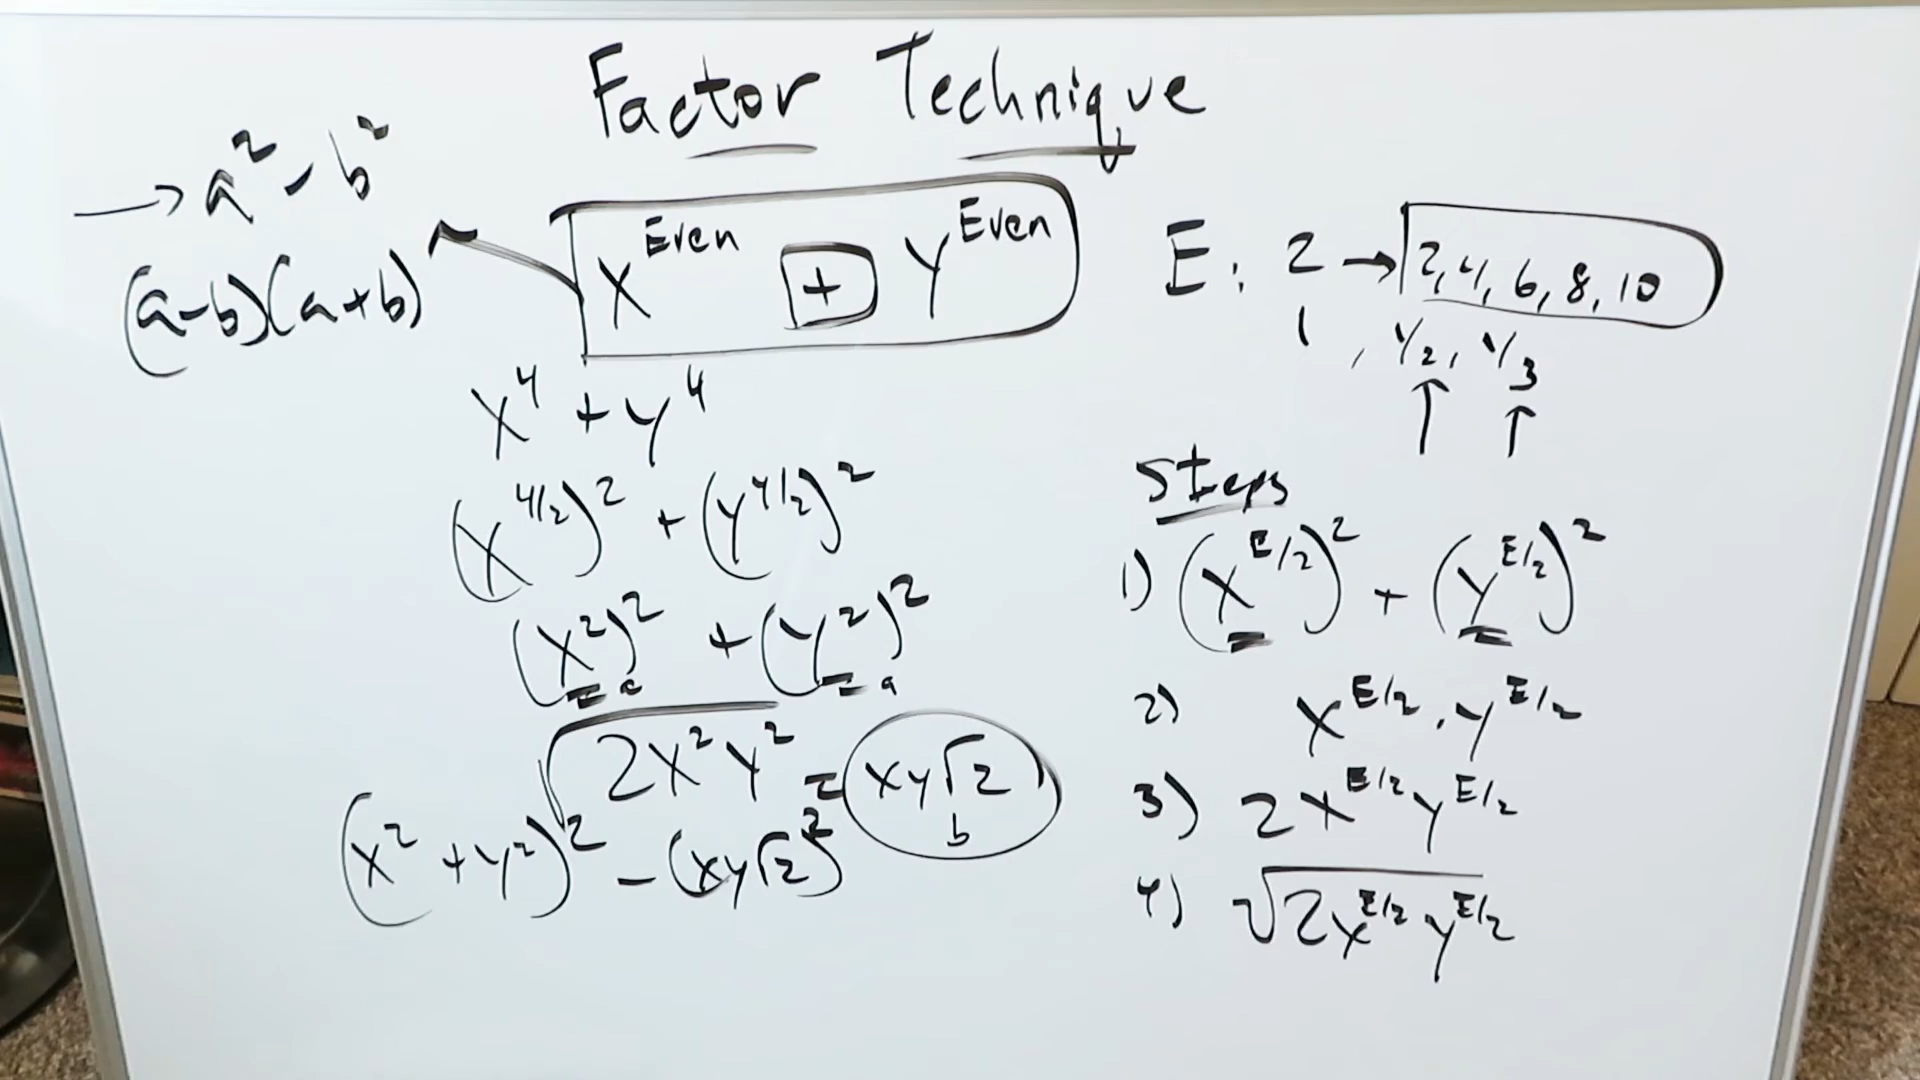 Factor Technique
→ a² - b²
(a-b)(a+b)
X^Even + Y^Even
E: 2 → 2, 4, 6, 8, 10
1, 1/2, 1/3
x⁴ + y⁴
(x^4/2)² + (y^4/2)²
(x²)² + (y²)²
√2x²y² = xy√2
b
(x² + y²)² - (xy√2)²
Steps
1) (x^E/2)² + (y^E/2)²
2) x^E/2 · y^E/2
3) 2x^E/2 y^E/2
4) √2x^E/2 · y^E/2